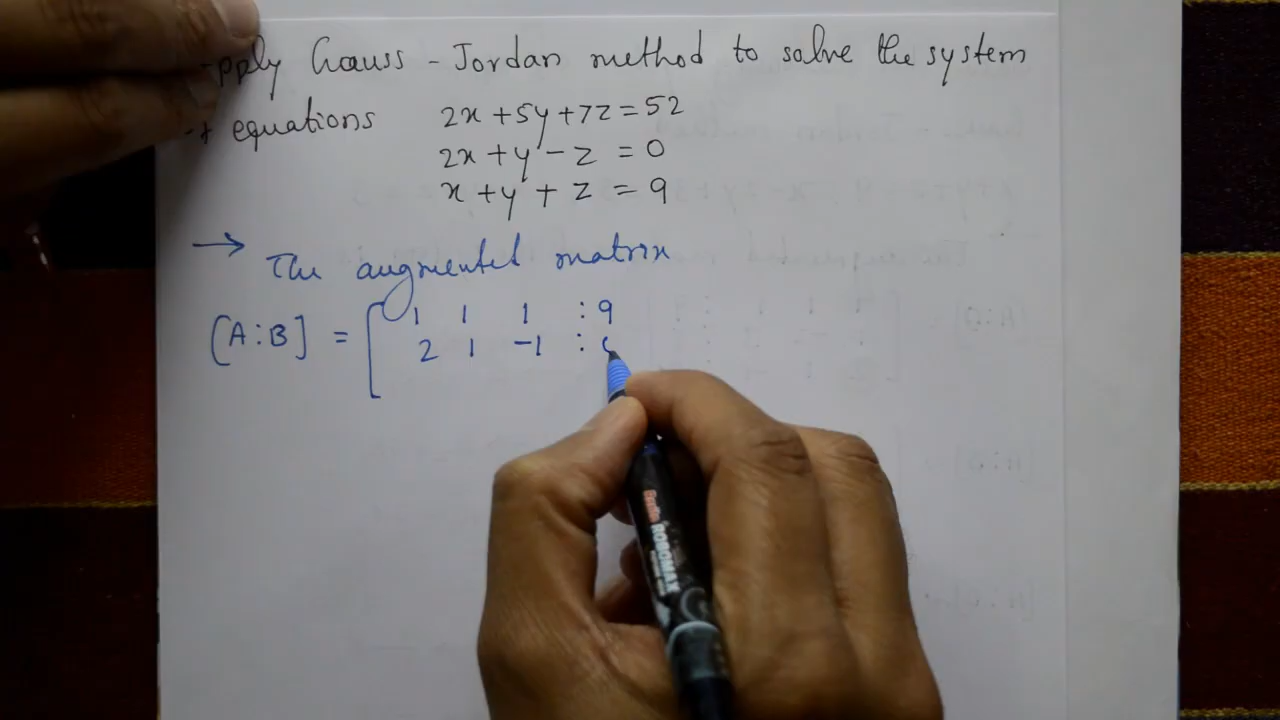 pply Gauss - Jordan method to solve the system
equations 2x + 5y + 7z = 52
2x + y - z = 0
x + y + z = 9
→ The augmented matrix
[A:B] = [ 1 1 1 : 9
2 1 -1 :
ROBOMAX